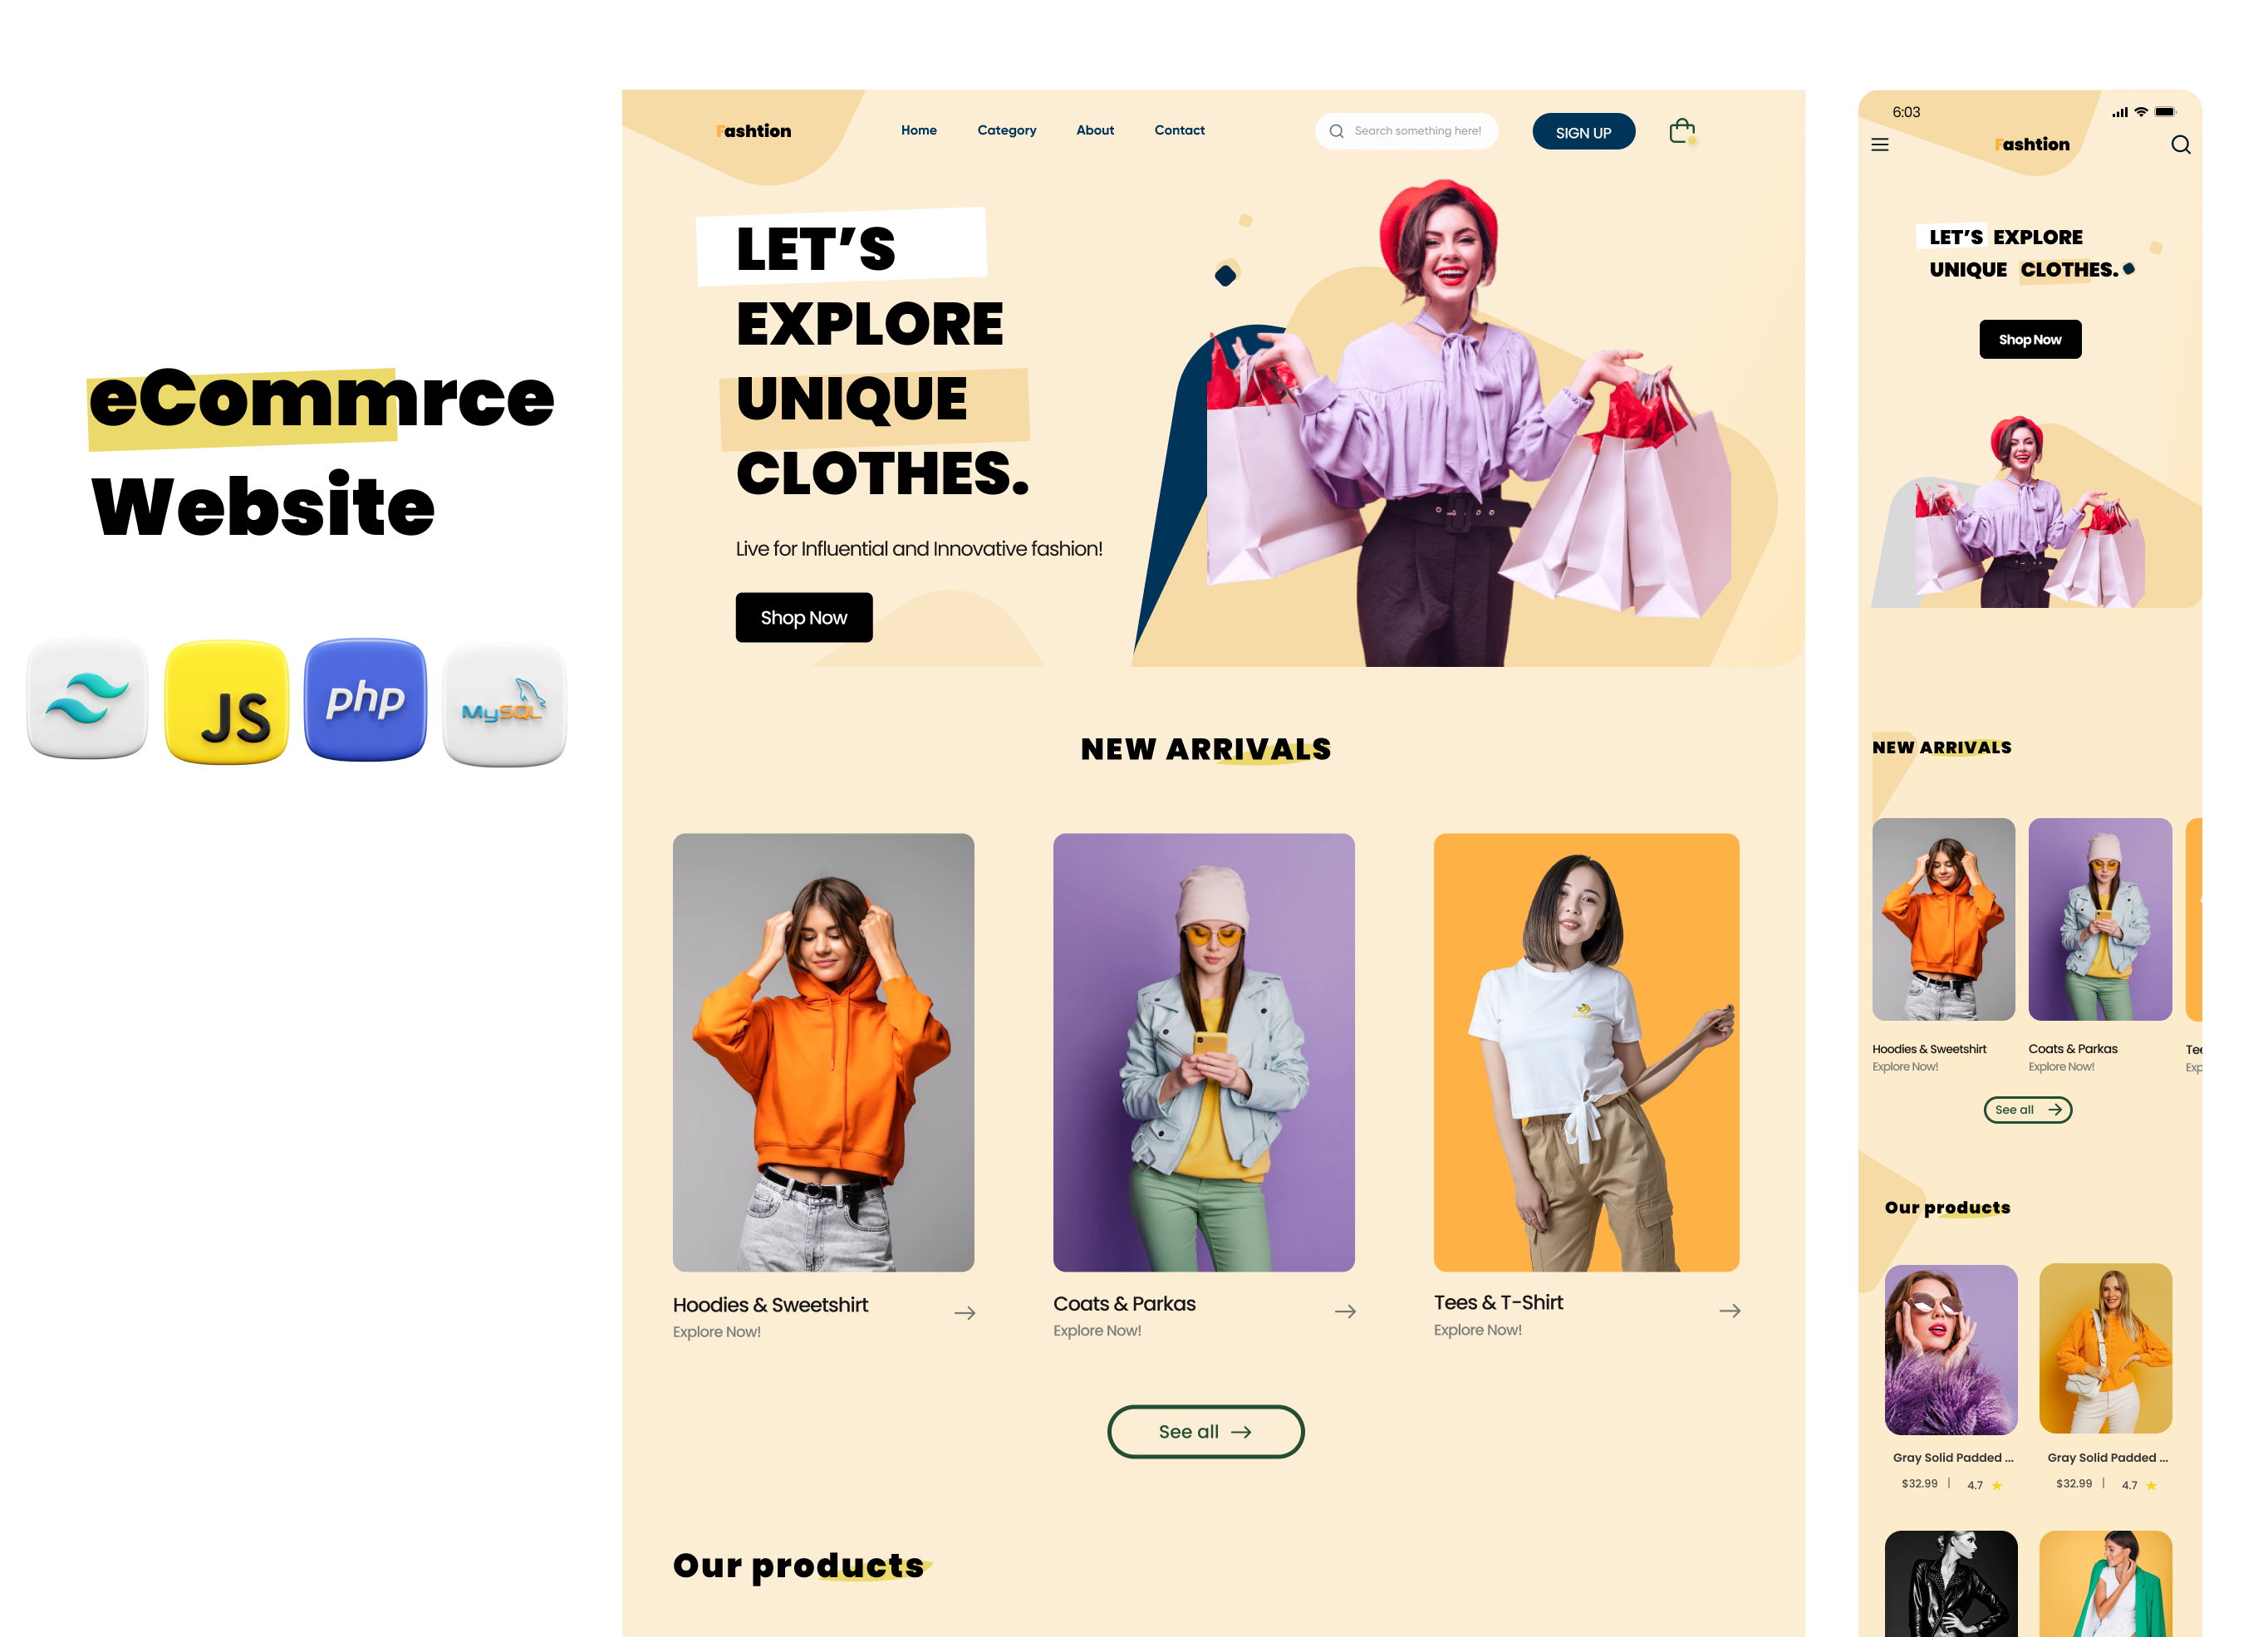 eCommrce
Website
JS
php
MySQL
Fashtion
Home
Category
About
Contact
Search something here!
SIGN UP
LET’S
EXPLORE
UNIQUE
CLOTHES.
Live for Influential and Innovative fashion!
Shop Now
NEW ARRIVALS
Hoodies & Sweetshirt
Explore Now!
Coats & Parkas
Explore Now!
Tees & T-Shirt
Explore Now!
See all
Our products
6:03
Fashtion
LET’S EXPLORE
UNIQUE CLOTHES.
Shop Now
NEW ARRIVALS
Hoodies & Sweetshirt
Explore Now!
Coats & Parkas
Explore Now!
Tee
Exp
See all
Our products
Gray Solid Padded ...
$32.99 | 4.7
Gray Solid Padded ...
$32.99 | 4.7